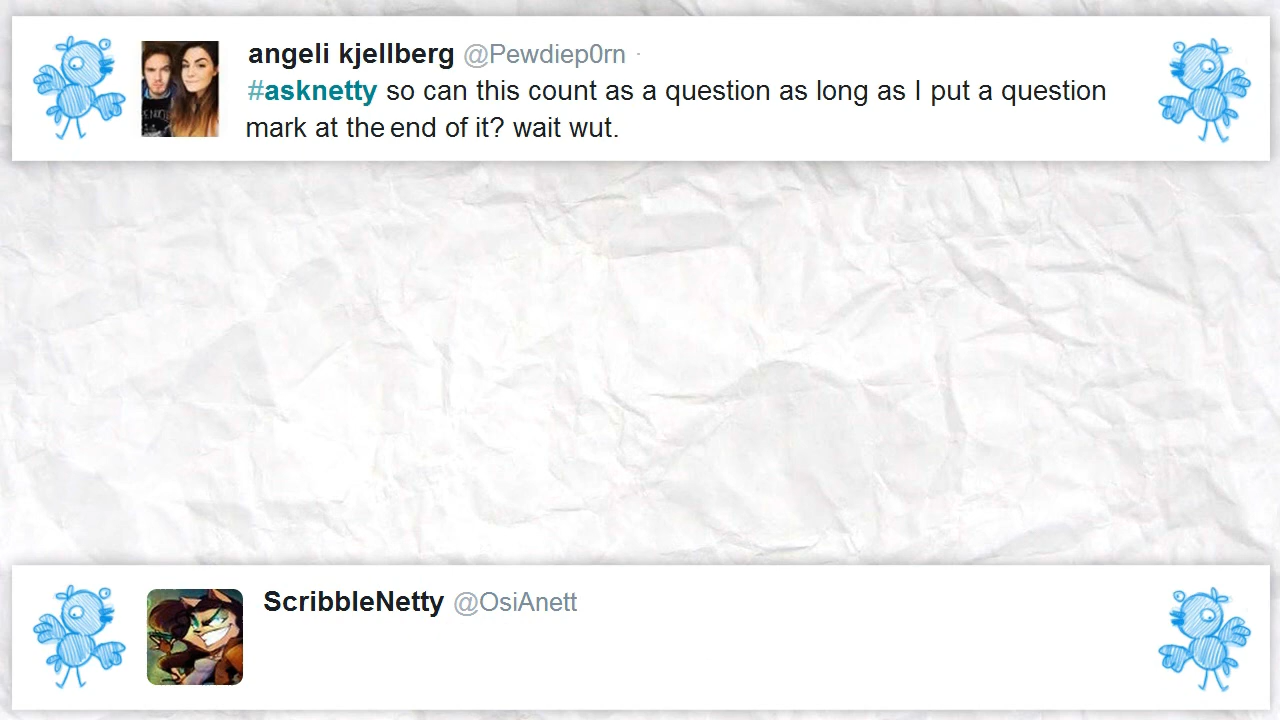 angeli kjellberg @Pewdiep0rn ·
#asknetty so can this count as a question as long as I put a question
mark at the end of it? wait wut.
ScribbleNetty @OsiAnett